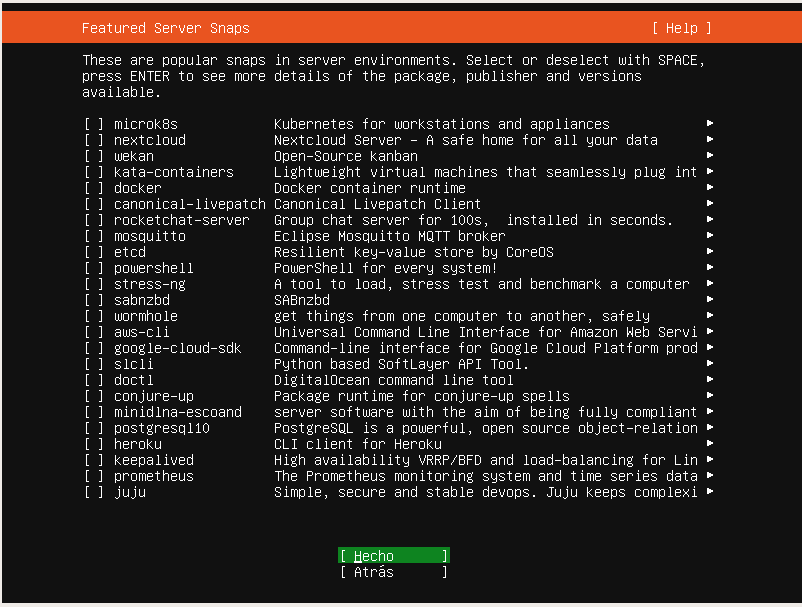 Featured Server Snaps [ Help ]
These are popular snaps in server environments. Select or deselect with SPACE,
press ENTER to see more details of the package, publisher and versions
available.
[ ] microk8s Kubernetes for workstations and appliances ▸
[ ] nextcloud Nextcloud Server - A safe home for all your data ▸
[ ] wekan Open-Source kanban ▸
[ ] kata-containers Lightweight virtual machines that seamlessly plug int ▸
[ ] docker Docker container runtime ▸
[ ] canonical-livepatch Canonical Livepatch Client ▸
[ ] rocketchat-server Group chat server for 100s, installed in seconds. ▸
[ ] mosquitto Eclipse Mosquitto MQTT broker ▸
[ ] etcd Resilient key-value store by CoreOS ▸
[ ] powershell PowerShell for every system! ▸
[ ] stress-ng A tool to load, stress test and benchmark a computer ▸
[ ] sabnzbd SABnzbd ▸
[ ] wormhole get things from one computer to another, safely ▸
[ ] aws-cli Universal Command Line Interface for Amazon Web Servi ▸
[ ] google-cloud-sdk Command-line interface for Google Cloud Platform prod ▸
[ ] slcli Python based SoftLayer API Tool. ▸
[ ] doctl DigitalOcean command line tool ▸
[ ] conjure-up Package runtime for conjure-up spells ▸
[ ] minidlna-escoand server software with the aim of being fully compliant ▸
[ ] postgresql10 PostgreSQL is a powerful, open source object-relation ▸
[ ] heroku CLI client for Heroku ▸
[ ] keepalived High availability VRRP/BFD and load-balancing for Lin ▸
[ ] prometheus The Prometheus monitoring system and time series data ▸
[ ] juju Simple, secure and stable devops. Juju keeps complexi ▸
[ Hecho ]
[ Atrás ]